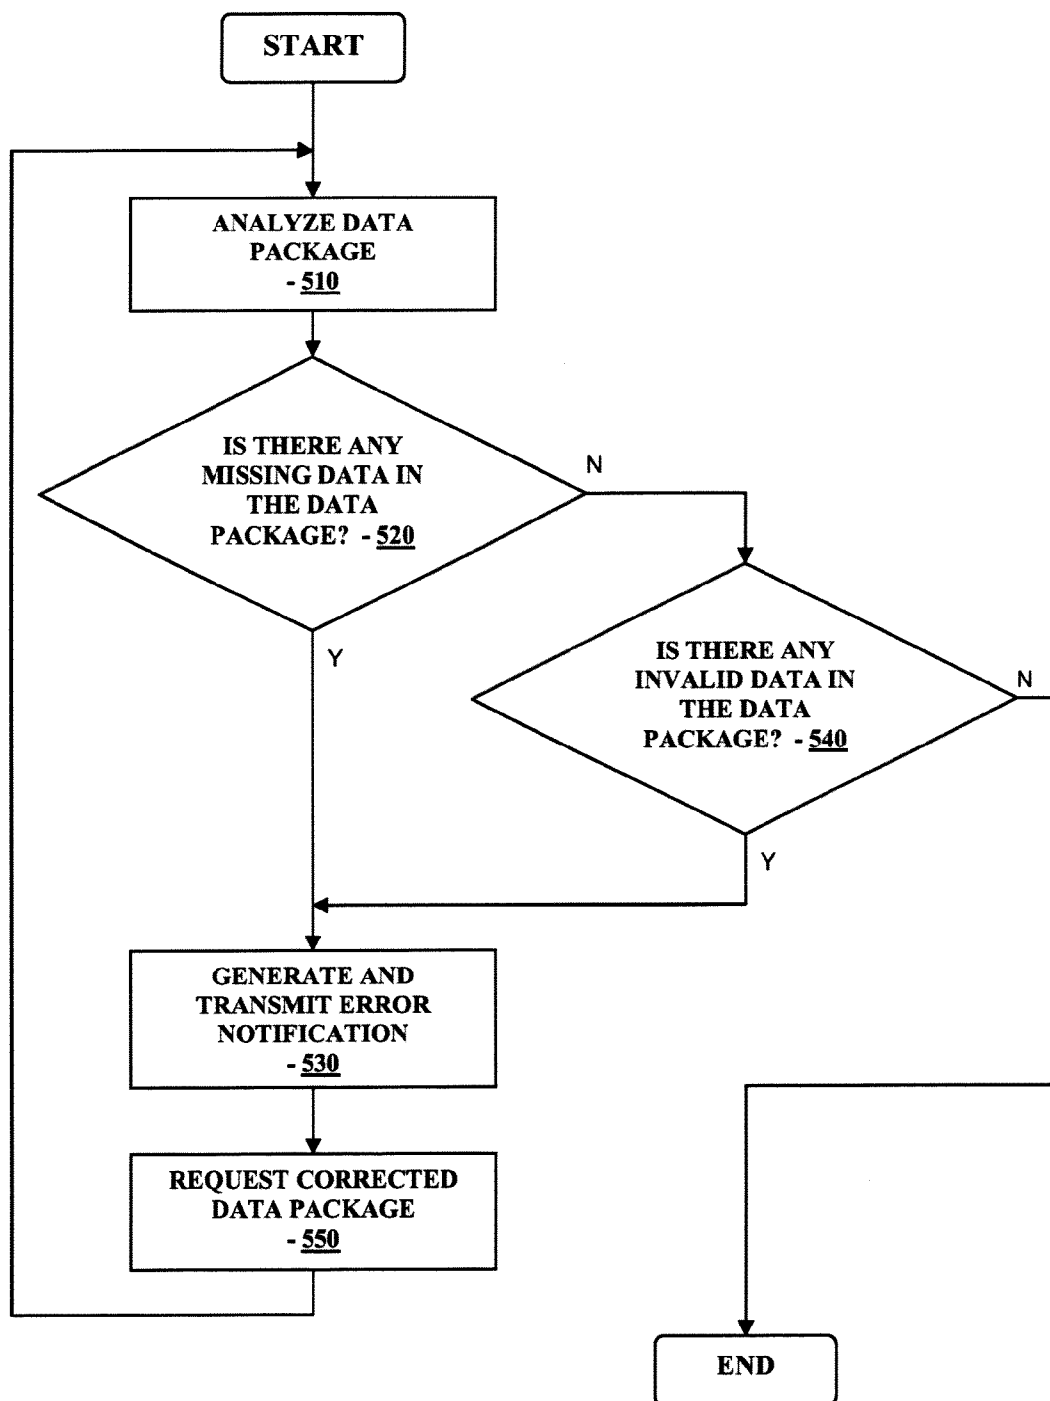 START
ANALYZE DATA
PACKAGE
- 510
IS THERE ANY
MISSING DATA IN
THE DATA
PACKAGE? - 520
N
Y
IS THERE ANY
INVALID DATA IN
THE DATA
PACKAGE? - 540
N
Y
GENERATE AND
TRANSMIT ERROR
NOTIFICATION
- 530
REQUEST CORRECTED
DATA PACKAGE
- 550
END